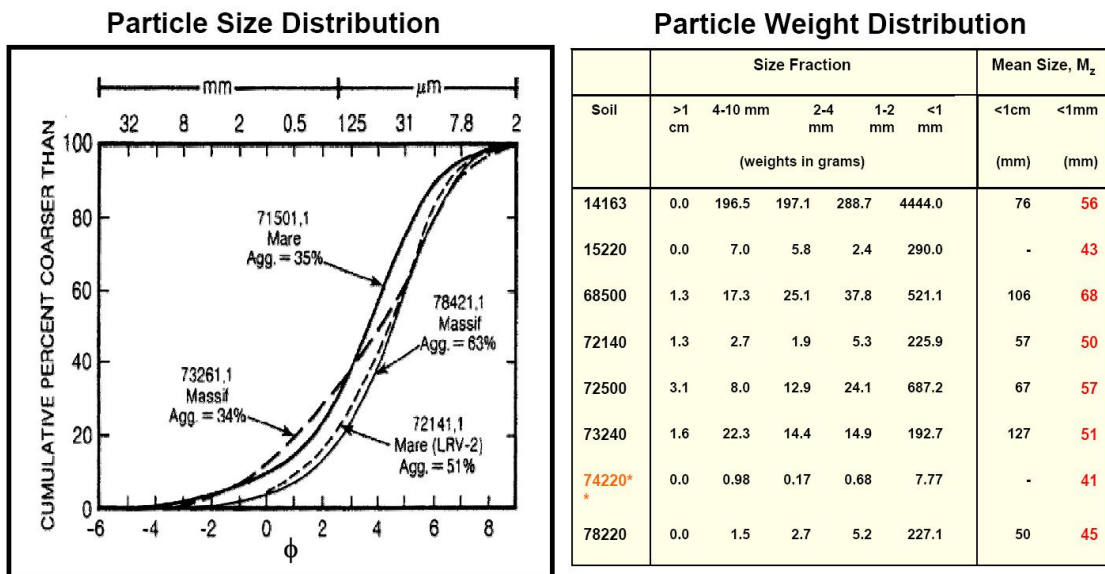 Particle Size Distribution
mm μm
32 8 2 0.5 125 31 7.8 2
CUMULATIVE PERCENT COARSER THAN
100
80
60
40
20
0
71501,1
Mare
Agg. = 35%
78421,1
Massif
Agg. = 63%
73261,1
Massif
Agg. = 34%
72141,1
Mare (LRV-2)
Agg. = 51%
-6 -4 -2 0 2 4 6 8
ϕ
Particle Weight Distribution
Size Fraction Mean Size, Mz
Soil >1 cm 4-10 mm 2-4 mm 1-2 mm <1 mm <1cm <1mm
(weights in grams) (mm) (mm)
14163 0.0 196.5 197.1 288.7 4444.0 76 56
15220 0.0 7.0 5.8 2.4 290.0 - 43
68500 1.3 17.3 25.1 37.8 521.1 106 68
72140 1.3 2.7 1.9 5.3 225.9 57 50
72500 3.1 8.0 12.9 24.1 687.2 67 57
73240 1.6 22.3 14.4 14.9 192.7 127 51
74220* * 0.0 0.98 0.17 0.68 7.77 - 41
78220 0.0 1.5 2.7 5.2 227.1 50 45